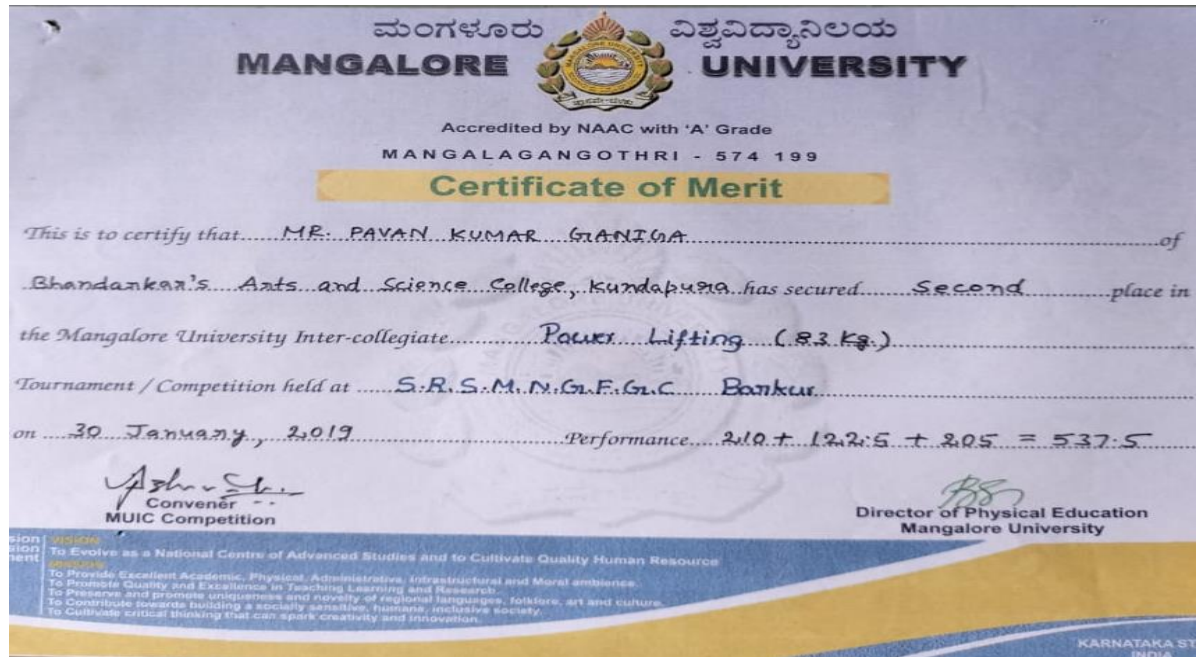 ಮಂಗಳೂರು ವಿಶ್ವವಿದ್ಯಾನಿಲಯ
MANGALORE UNIVERSITY
Accredited by NAAC with 'A' Grade
MANGALAGANGOTHRI - 574 199
Certificate of Merit
This is to certify that MR. PAVAN KUMAR GANIGA of
Bhandarkar's Arts and Science College, Kundapura has secured Second place in
the Mangalore University Inter-collegiate Power Lifting (83 Kg.)
Tournament / Competition held at S.R.S.M.N.G.F.G.C Barkur
on 30 January, 2019 Performance 210 + 122.5 + 205 = 537.5
Convener
MUIC Competition
Director of Physical Education
Mangalore University
VISION
To Evolve as a National Centre of Advanced Studies and to Cultivate Quality Human Resource
MISSION
To Provide Excellent Academic, Physical, Administrative, Infrastructural and Moral ambience.
To Promote Quality and Excellence in Teaching Learning and Research.
To Preserve and promote uniqueness and novelty of regional languages, folklore, art and culture.
To Contribute towards building a socially sensitive, humane, inclusive society.
To Cultivate critical thinking that can spark creativity and innovation.
KARNATAKA ST
INDIA